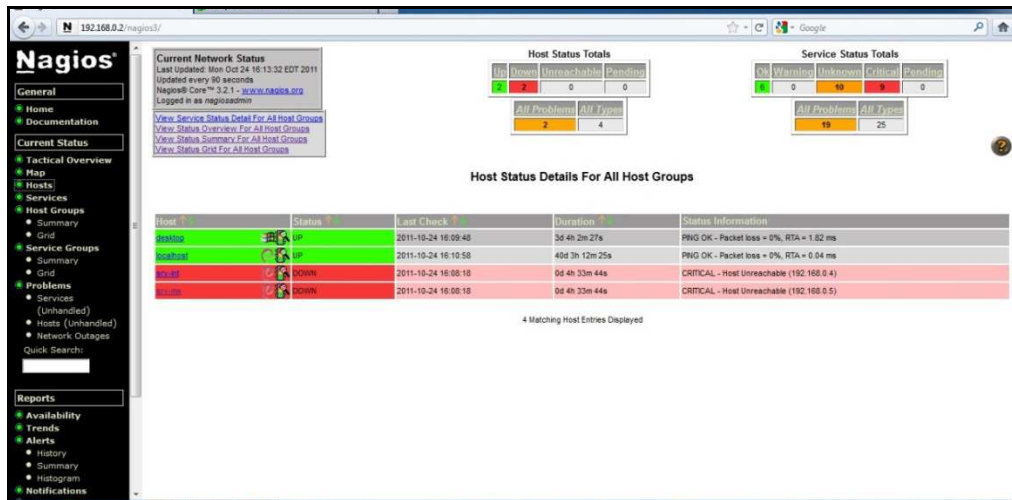 192.168.0.2/nagios3/
Google
Nagios®
General
Home
Documentation
Current Status
Tactical Overview
Map
Hosts
Services
Host Groups
Summary
Grid
Service Groups
Summary
Grid
Problems
Services
(Unhandled)
Hosts (Unhandled)
Network Outages
Quick Search:
Reports
Availability
Trends
Alerts
History
Summary
Histogram
Notifications
Current Network Status
Last Updated: Mon Oct 24 16:13:32 EDT 2011
Updated every 90 seconds
Nagios® Core™ 3.2.1 - www.nagios.org
Logged in as nagiosadmin
View Service Status Detail For All Host Groups
View Status Overview For All Host Groups
View Status Summary For All Host Groups
View Status Grid For All Host Groups
Host Status Totals
Up Down Unreachable Pending
2 2 0 0
All Problems All Types
2 4
Service Status Totals
Ok Warning Unknown Critical Pending
6 0 10 9 0
All Problems All Types
19 25
Host Status Details For All Host Groups
Host Status Last Check Duration Status Information
desktop UP 2011-10-24 16:09:48 3d 4h 2m 27s PING OK - Packet loss = 0%, RTA = 1.82 ms
localhost UP 2011-10-24 16:10:58 40d 3h 12m 25s PING OK - Packet loss = 0%, RTA = 0.04 ms
DOWN 2011-10-24 16:08:18 0d 4h 33m 44s CRITICAL - Host Unreachable (192.168.0.4)
DOWN 2011-10-24 16:08:18 0d 4h 33m 44s CRITICAL - Host Unreachable (192.168.0.5)
4 Matching Host Entries Displayed